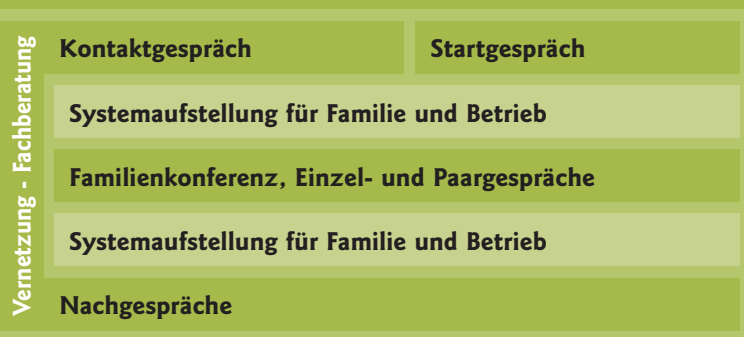 Vernetzung - Fachberatung
Kontaktgespräch
Startgespräch
Systemaufstellung für Familie und Betrieb
Familienkonferenz, Einzel- und Paargespräche
Systemaufstellung für Familie und Betrieb
Nachgespräche